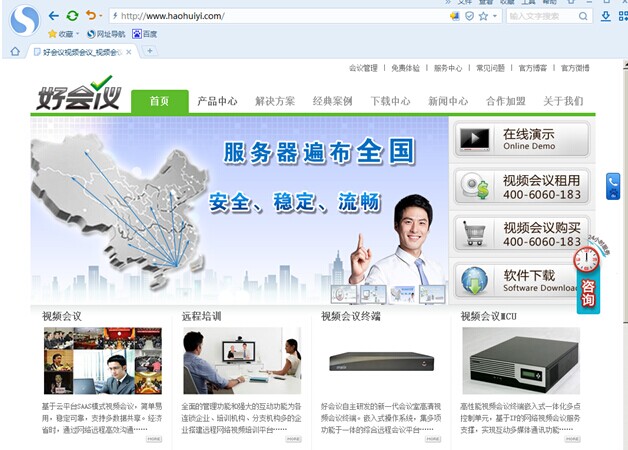 文件 查看 收藏 工具 帮助
http://www.haohuiyi.com/
输入文字搜索
收藏 网址导航 百度
好会议视频会议_视频会
会议管理 | 免费体验 | 服务中心 | 常见问题 | 官方博客 | 官方微博
好会议
首页 产品中心 解决方案 经典案例 下载中心 新闻中心 合作加盟 关于我们
服务器遍布全国
安全、稳定、流畅
在线演示
Online Demo
视频会议租用
400-6060-183
视频会议购买
400-6060-183
软件下载
Software Download
24小时服务
咨询
视频会议
基于云平台SAAS模式视频会议，简单易
用，稳定可靠，支持多数据共享。经济
省时，通过网络远程高效沟通……
远程培训
全面的管理功能和强大的互动功能为各
连锁企业、培训机构、分支机构多的企
业搭建远程网络视频培训平台……
视频会议终端
好会议自主研发的新一代会议室高清视
频会议终端。嵌入式操作系统，集多项
功能于一体的综合远程会议平台……
视频会议MCU
高性能视频会议终端嵌入式一体化多点
控制单元，基于IP的网络视频会议服务
支撑，实现互动多媒体通讯功能……